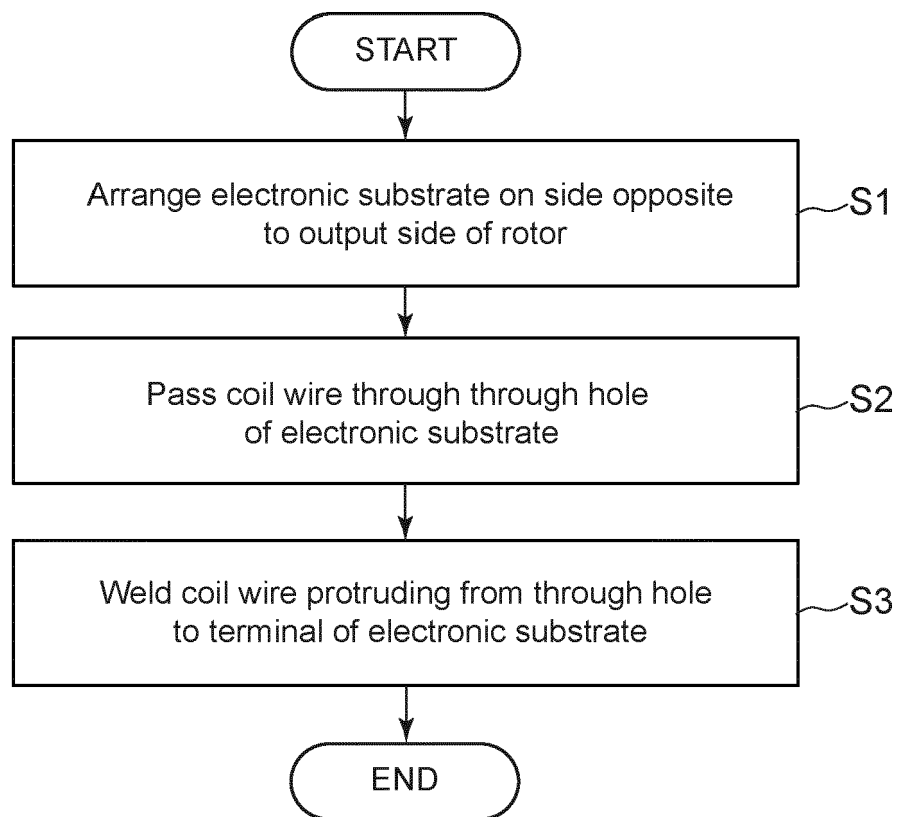 START
Arrange electronic substrate on side opposite
to output side of rotor
S1
Pass coil wire through through hole
of electronic substrate
S2
Weld coil wire protruding from through hole
to terminal of electronic substrate
S3
END